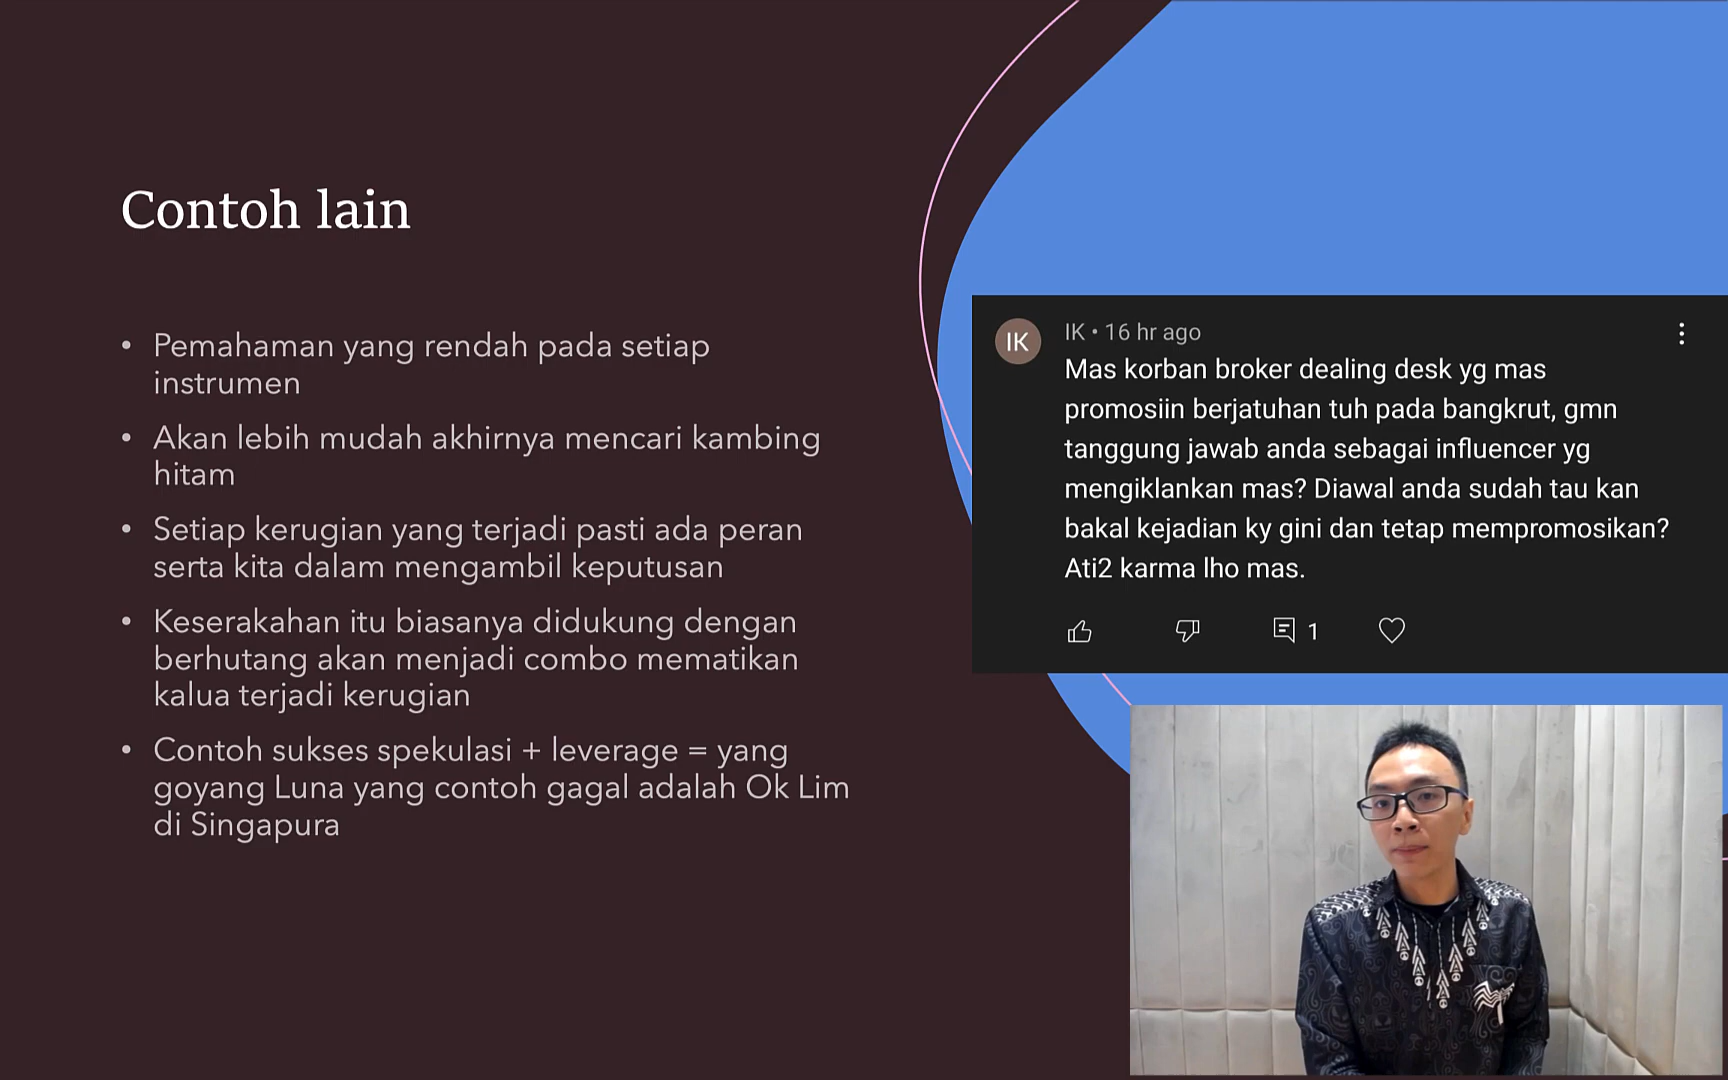 Contoh lain
• Pemahaman yang rendah pada setiap
instrumen
• Akan lebih mudah akhirnya mencari kambing
hitam
• Setiap kerugian yang terjadi pasti ada peran
serta kita dalam mengambil keputusan
• Keserakahan itu biasanya didukung dengan
berhutang akan menjadi combo mematikan
kalua terjadi kerugian
• Contoh sukses spekulasi + leverage = yang
goyang Luna yang contoh gagal adalah Ok Lim
di Singapura
IK
IK • 16 hr ago
Mas korban broker dealing desk yg mas
promosiin berjatuhan tuh pada bangkrut, gmn
tanggung jawab anda sebagai influencer yg
mengiklankan mas? Diawal anda sudah tau kan
bakal kejadian ky gini dan tetap mempromosikan?
Ati2 karma lho mas.
1